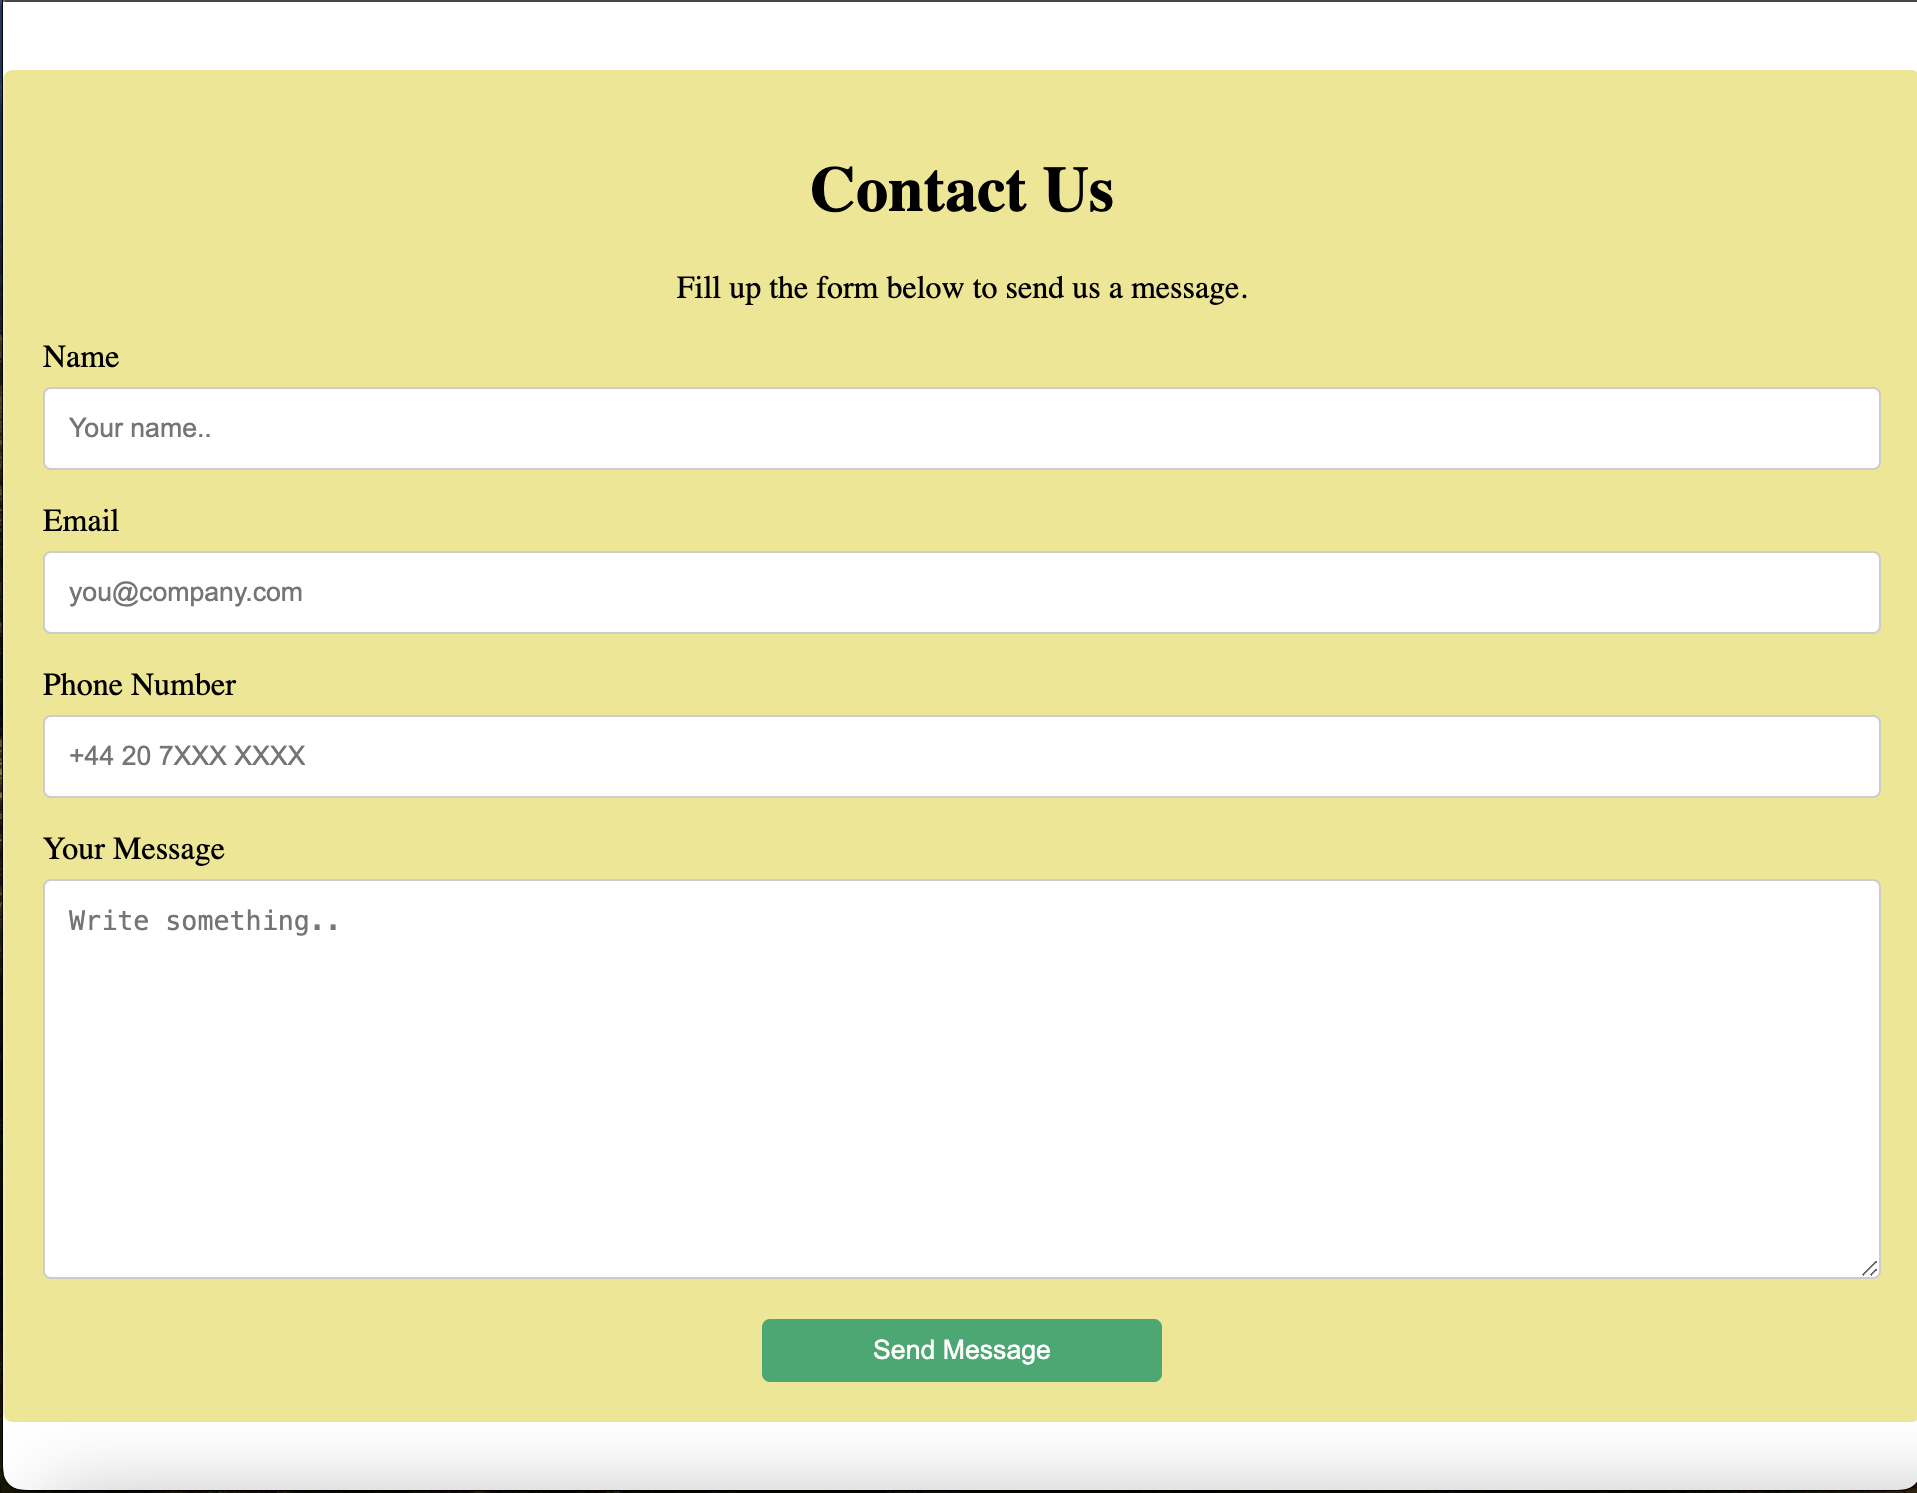 Contact Us
Fill up the form below to send us a message.
Name
Your name..
Email
you@company.com
Phone Number
+44 20 7XXX XXXX
Your Message
Write something..
Send Message